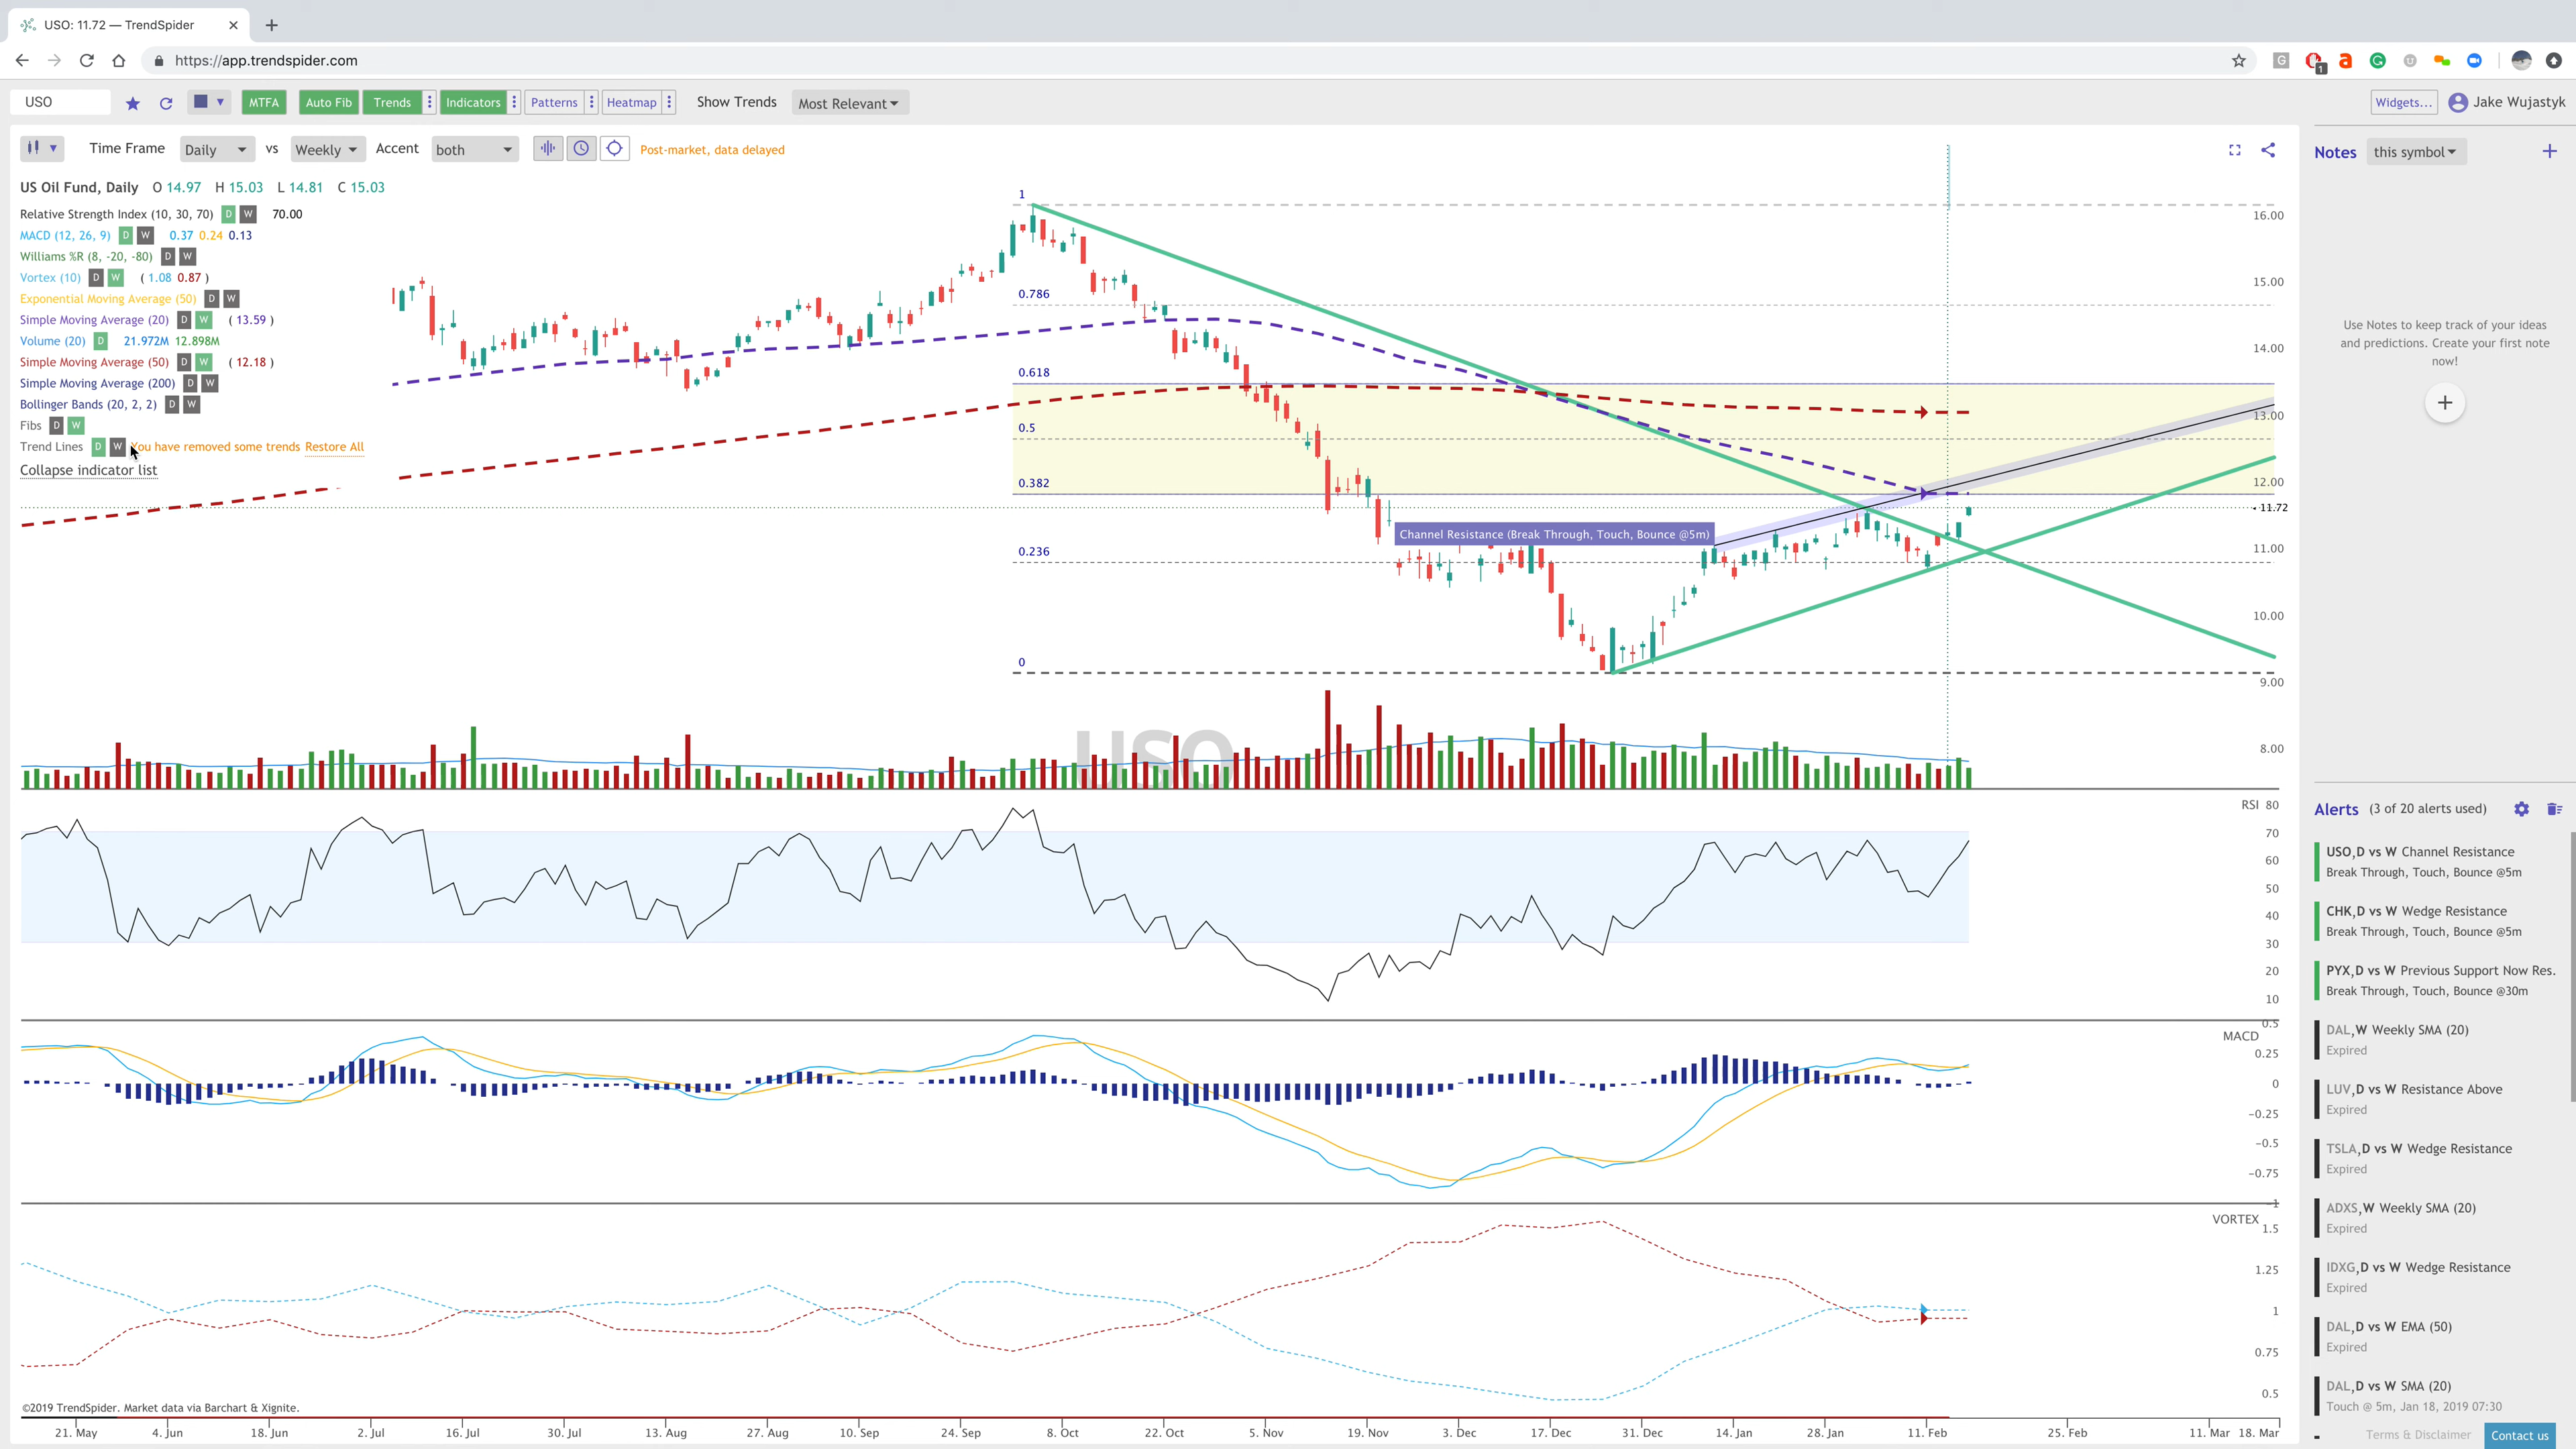 USO: 11.72 — TrendSpider
https://app.trendspider.com
1
USO MTFA Auto Fib Trends Indicators Patterns Heatmap Show Trends Most Relevant Widgets... Jake Wujastyk
Time Frame Daily vs Weekly Accent both Post-market, data delayed
US Oil Fund, Daily O 14.97 H 15.03 L 14.81 C 15.03
Relative Strength Index (10, 30, 70) D W 70.00
MACD (12, 26, 9) D W 0.37 0.24 0.13
Williams %R (8, -20, -80) D W
Vortex (10) D W ( 1.08 0.87 )
Exponential Moving Average (50) D W
Simple Moving Average (20) D W ( 13.59 )
Volume (20) D 21.972M 12.898M
Simple Moving Average (50) D W ( 12.18 )
Simple Moving Average (200) D W
Bollinger Bands (20, 2, 2) D W
Fibs D W
Trend Lines D W You have removed some trends Restore All
Collapse indicator list
1
0.786
0.618
0.5
0.382
0.236
0
Channel Resistance (Break Through, Touch, Bounce @5m)
16.00
15.00
14.00
13.00
12.00
11.72
11.00
10.00
9.00
8.00
USO
RSI 80
70
60
50
40
30
20
10
0.5
MACD
0.25
0
-0.25
-0.5
-0.75
-1
VORTEX 1.5
1.25
1
0.75
0.5
©2019 TrendSpider. Market data via Barchart & Xignite.
21. May 4. Jun 18. Jun 2. Jul 16. Jul 30. Jul 13. Aug 27. Aug 10. Sep 24. Sep 8. Oct 22. Oct 5. Nov 19. Nov 3. Dec 17. Dec 31. Dec 14. Jan 28. Jan 11. Feb 25. Feb 11. Mar 18. Mar
Notes this symbol
Use Notes to keep track of your ideas
and predictions. Create your first note
now!
Alerts (3 of 20 alerts used)
USO,D vs W Channel Resistance
Break Through, Touch, Bounce @5m
CHK,D vs W Wedge Resistance
Break Through, Touch, Bounce @5m
PYX,D vs W Previous Support Now Res.
Break Through, Touch, Bounce @30m
DAL,W Weekly SMA (20)
Expired
LUV,D vs W Resistance Above
Expired
TSLA,D vs W Wedge Resistance
Expired
ADXS,W Weekly SMA (20)
Expired
IDXG,D vs W Wedge Resistance
Expired
DAL,D vs W EMA (50)
Expired
DAL,D vs W SMA (20)
Touch @ 5m, Jan 18, 2019 07:30
Terms & Disclaimer Contact us